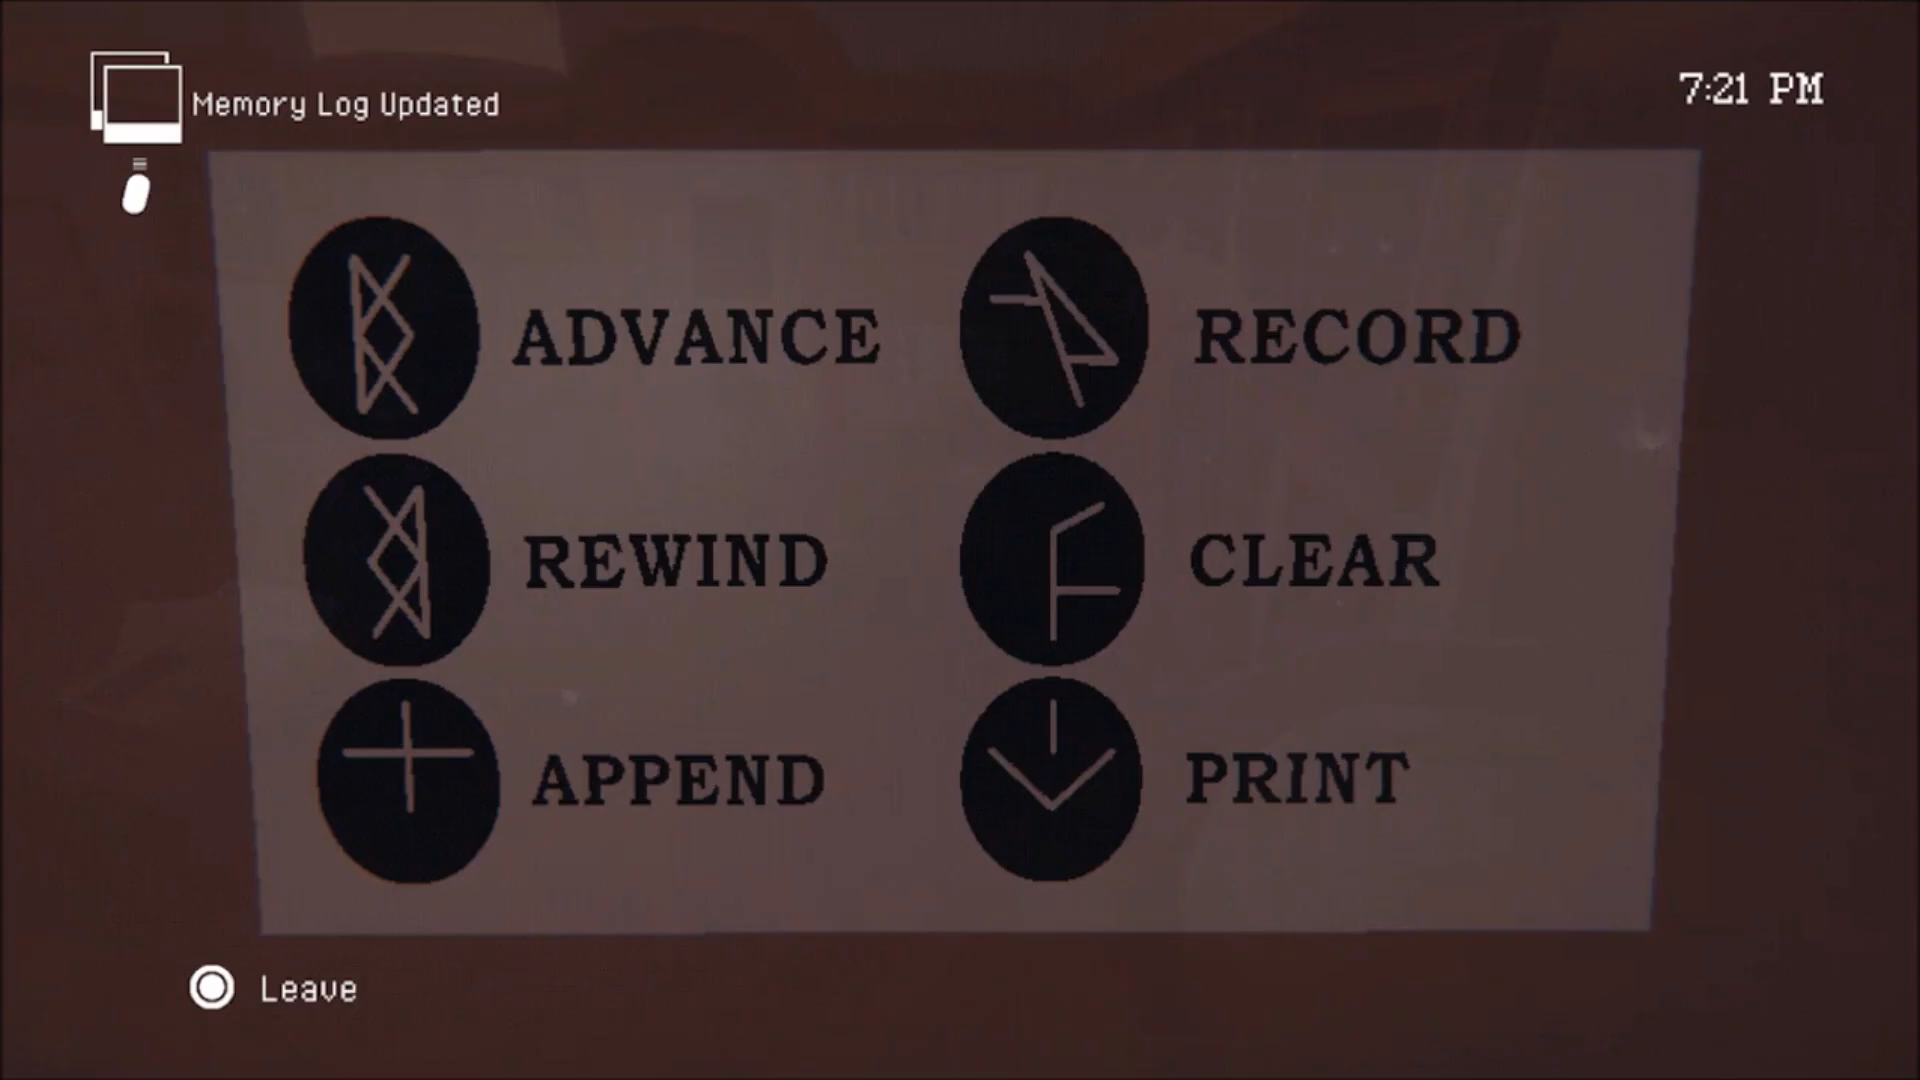 Memory Log Updated
7:21 PM
ADVANCE
RECORD
REWIND
CLEAR
APPEND
PRINT
Leave